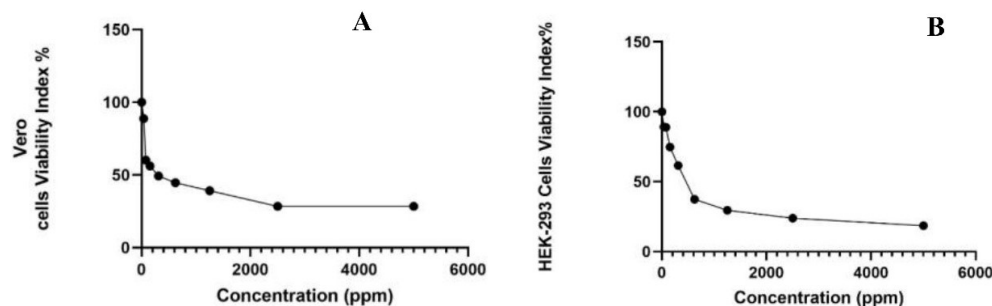 A
150
100
50
0
Vero
cells Viability Index %
0 2000 4000 6000
Concentration (ppm)
B
150
100
50
0
HEK-293 Cells Viability Index%
0 2000 4000 6000
Concentration (ppm)